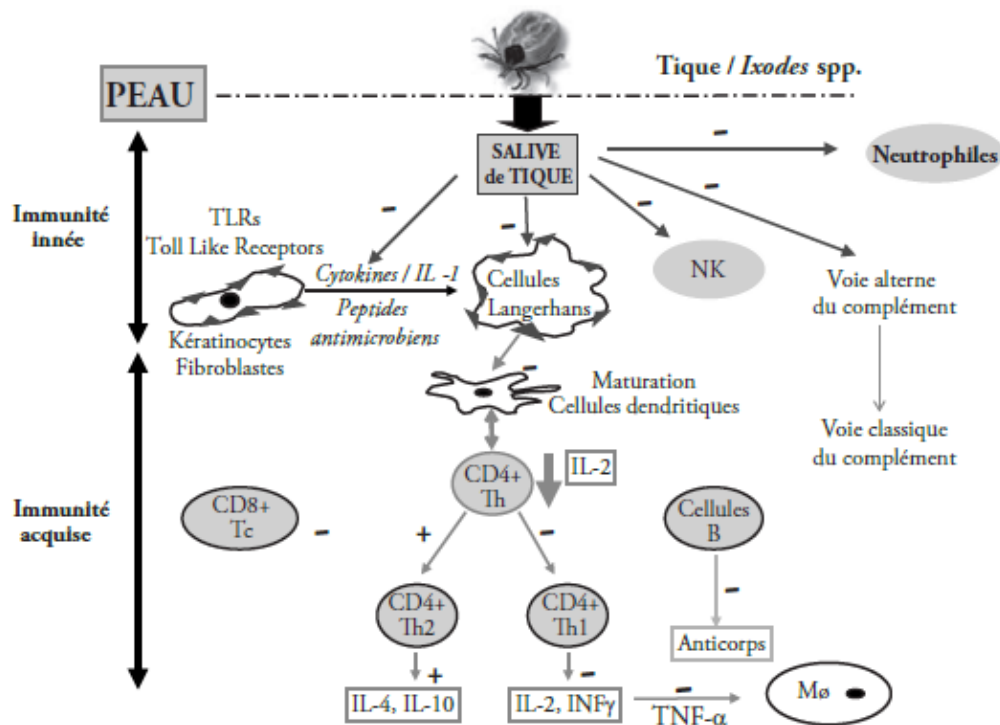 Tique / Ixodes spp.
PEAU
SALIVE
de TIQUE
–
Neutrophiles
–
–
–
–
Immunité
innée
TLRs
Toll Like Receptors
Cytokines / IL -1
Peptides
antimicrobiens
Cellules
Langerhans
NK
Voie alterne
du complément
Kératinocytes
Fibroblastes
–
Maturation
Cellules dendritiques
Voie classique
du complément
CD4+
Th
IL-2
Immunité
acquise
CD8+
Tc
–
+
–
Cellules
B
CD4+
Th2
CD4+
Th1
–
Anticorps
+
–
IL-4, IL-10
IL-2, INFγ
–
TNF-α
Mø